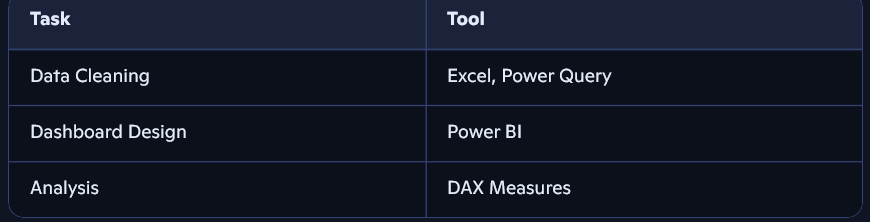 Task Tool
Data Cleaning Excel, Power Query
Dashboard Design Power BI
Analysis DAX Measures